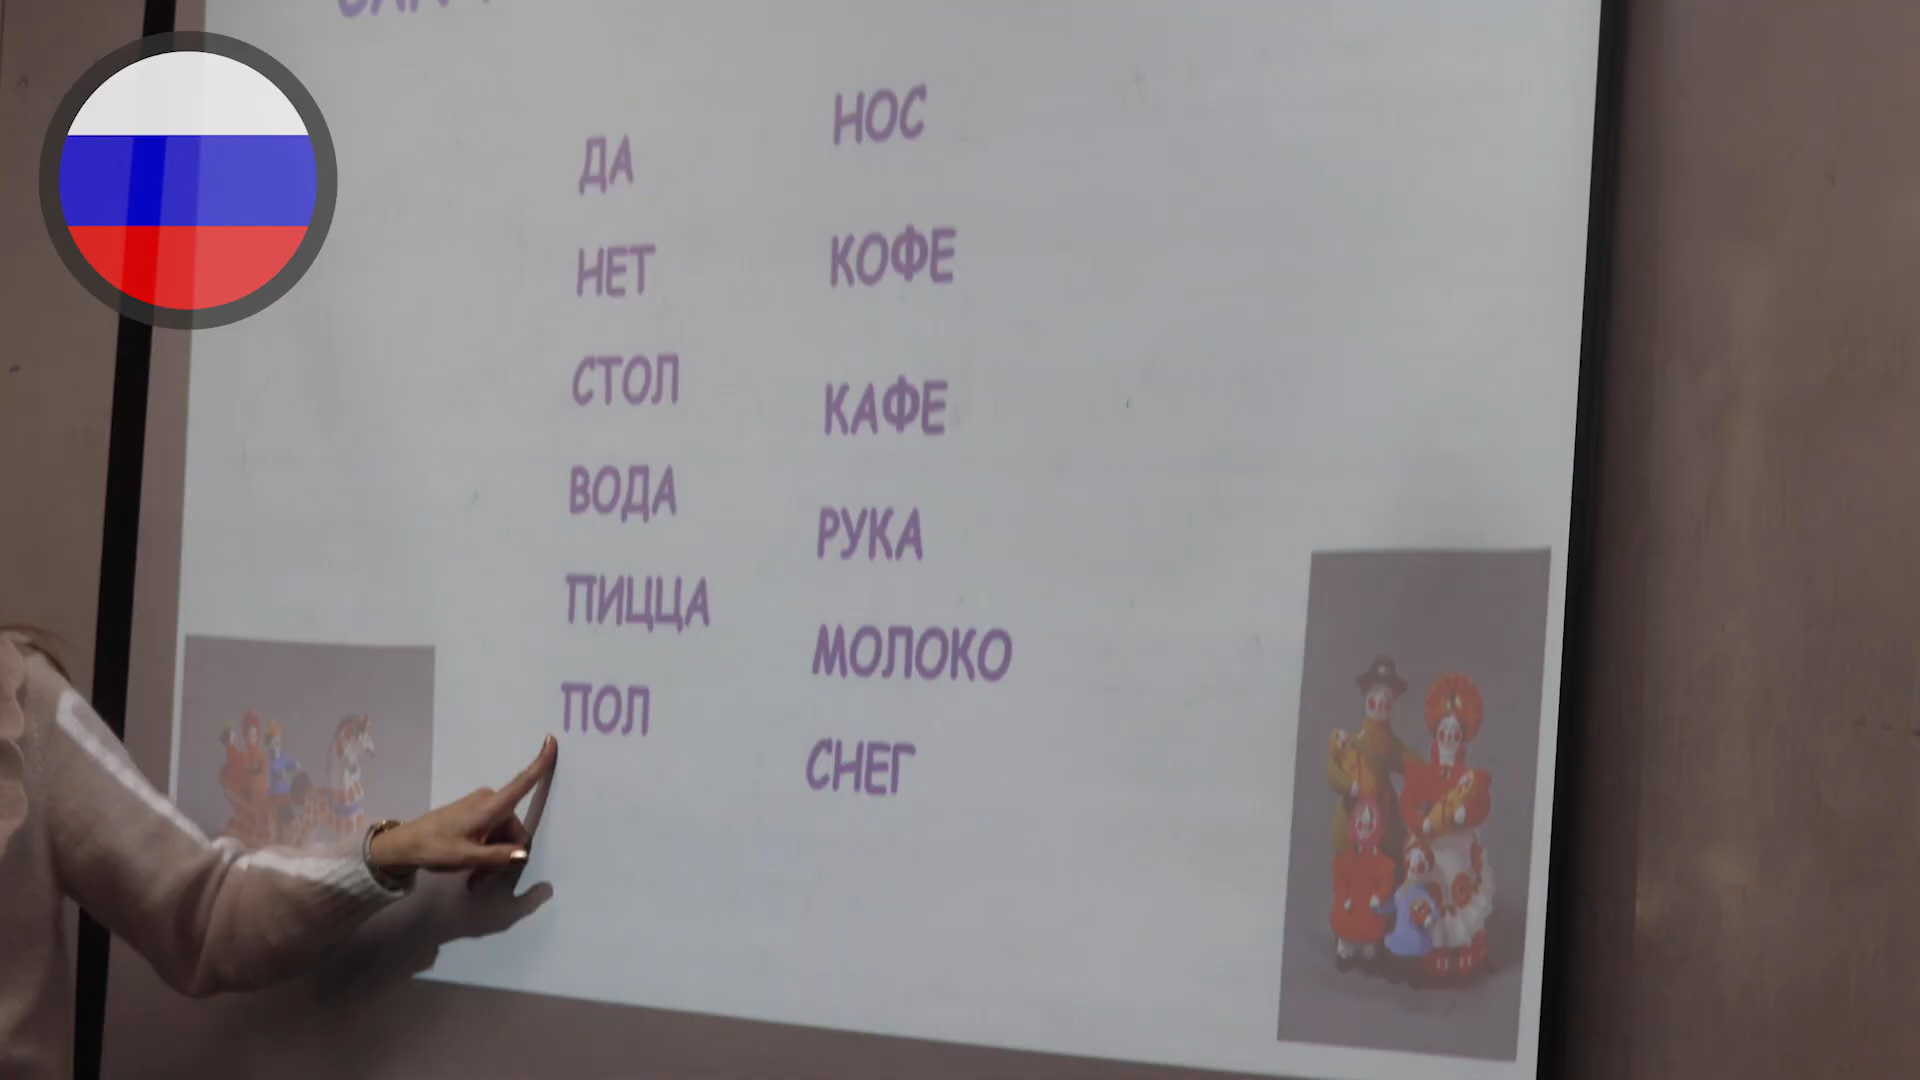 ДА
НЕТ
СТОЛ
ВОДА
ПИЦЦА
ПОЛ
НОС
КОФЕ
КАФЕ
РУКА
МОЛОКО
СНЕГ